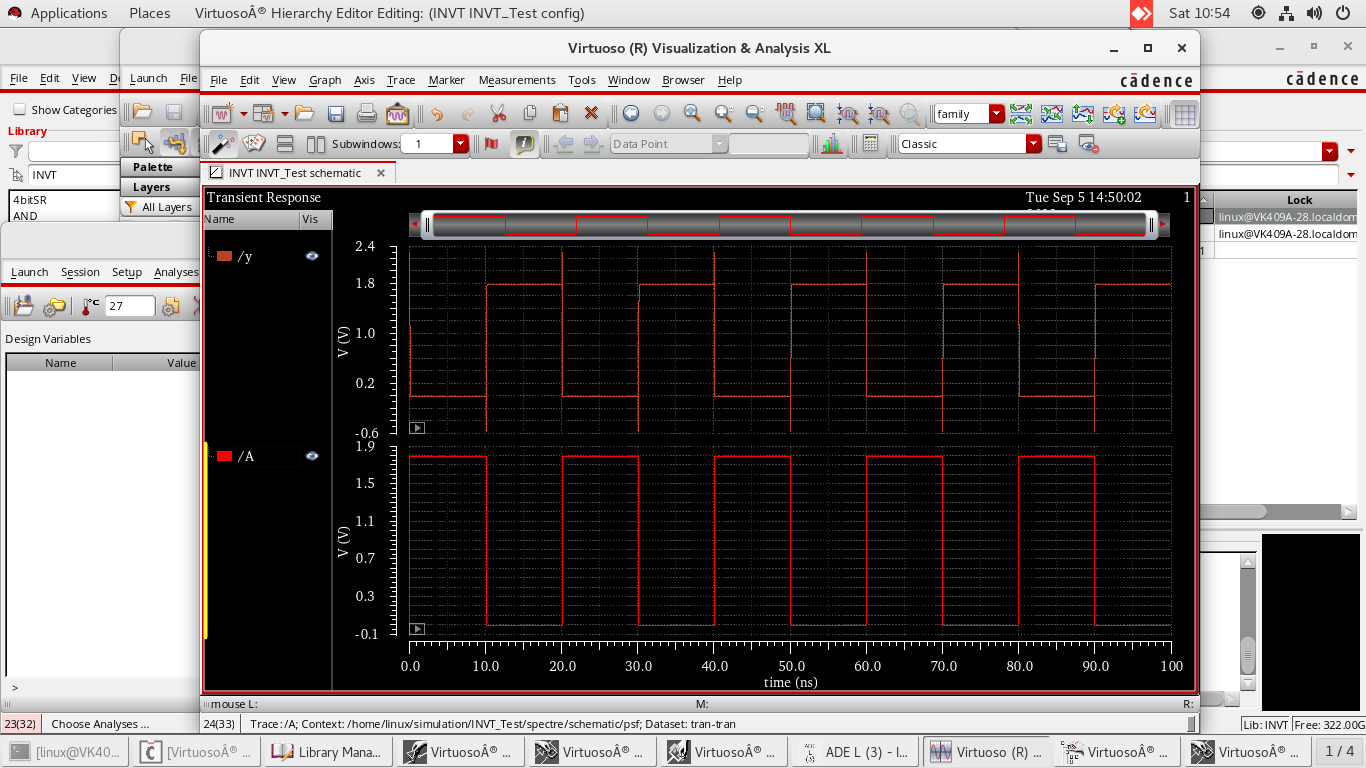 Applications Places VirtuosoÂ® Hierarchy Editor Editing: (INVT INVT_Test config) Sat 10:54
Virtuoso (R) Visualization & Analysis XL
File Edit View Launch File
File Edit View Graph Axis Trace Marker Measurements Tools Window Browser Help cādence
cādence
Show Categories
family
Library
Subwindows: 1 Data Point Classic
INVT
Palette
INVT INVT_Test schematic
Layers
4bitSR
AND
All Layers
Transient Response Tue Sep 5 14:50:02 1
Lock
Name Vis
linux@VK409A-28.localdom
linux@VK409A-28.localdom
1
/y
2.4
1.8
1.0
0.2
-0.6
V (V)
Launch Session Setup Analyses
27
Design Variables
Name Value
/A
1.9
1.5
1.1
0.7
0.3
-0.1
V (V)
0.0 10.0 20.0 30.0 40.0 50.0 60.0 70.0 80.0 90.0 100
time (ns)
>
mouse L: M: R:
23(32) Choose Analyses ...
24(33) Trace: /A; Context: /home/linux/simulation/INVT_Test/spectre/schematic/psf; Dataset: tran-tran
Lib: INVT Free: 322.00G
[linux@VK40... [VirtuosoÂ® ... Library Mana... VirtuosoÂ® ... VirtuosoÂ® ... VirtuosoÂ® ... ADE L (3) - I... Virtuoso (R) ... VirtuosoÂ® ... VirtuosoÂ® ... 1 / 4